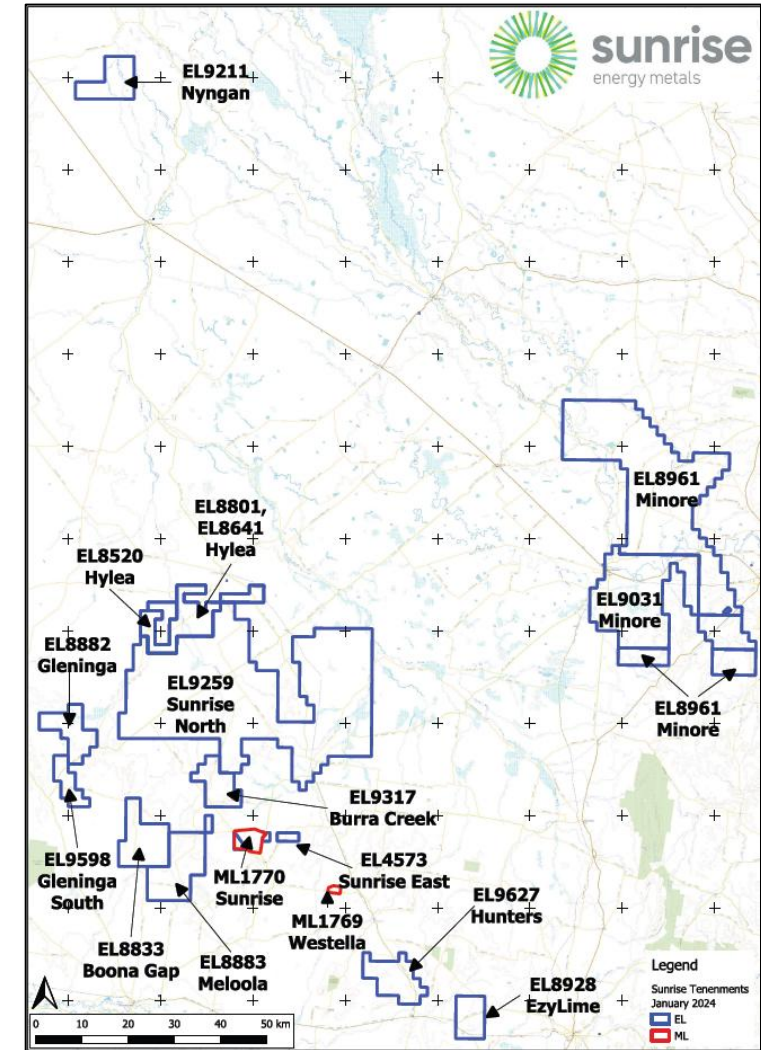 sunrise
energy metals
EL9211
Nyngan
EL8961
Minore
EL8801,
EL8641
Hylea
EL8520
Hylea
EL9031
Minore
EL8882
Gleninga
EL9259
Sunrise
North
EL8961
Minore
EL9317
Burra Creek
EL9598
Gleninga
South
ML1770
Sunrise
EL4573
Sunrise East
ML1769
Westella
EL9627
Hunters
EL8833
Boona Gap
EL8883
Meloola
EL8928
EzyLime
Legend
Sunrise Tenenments
January 2024
EL
ML
0 10 20 30 40 50 km